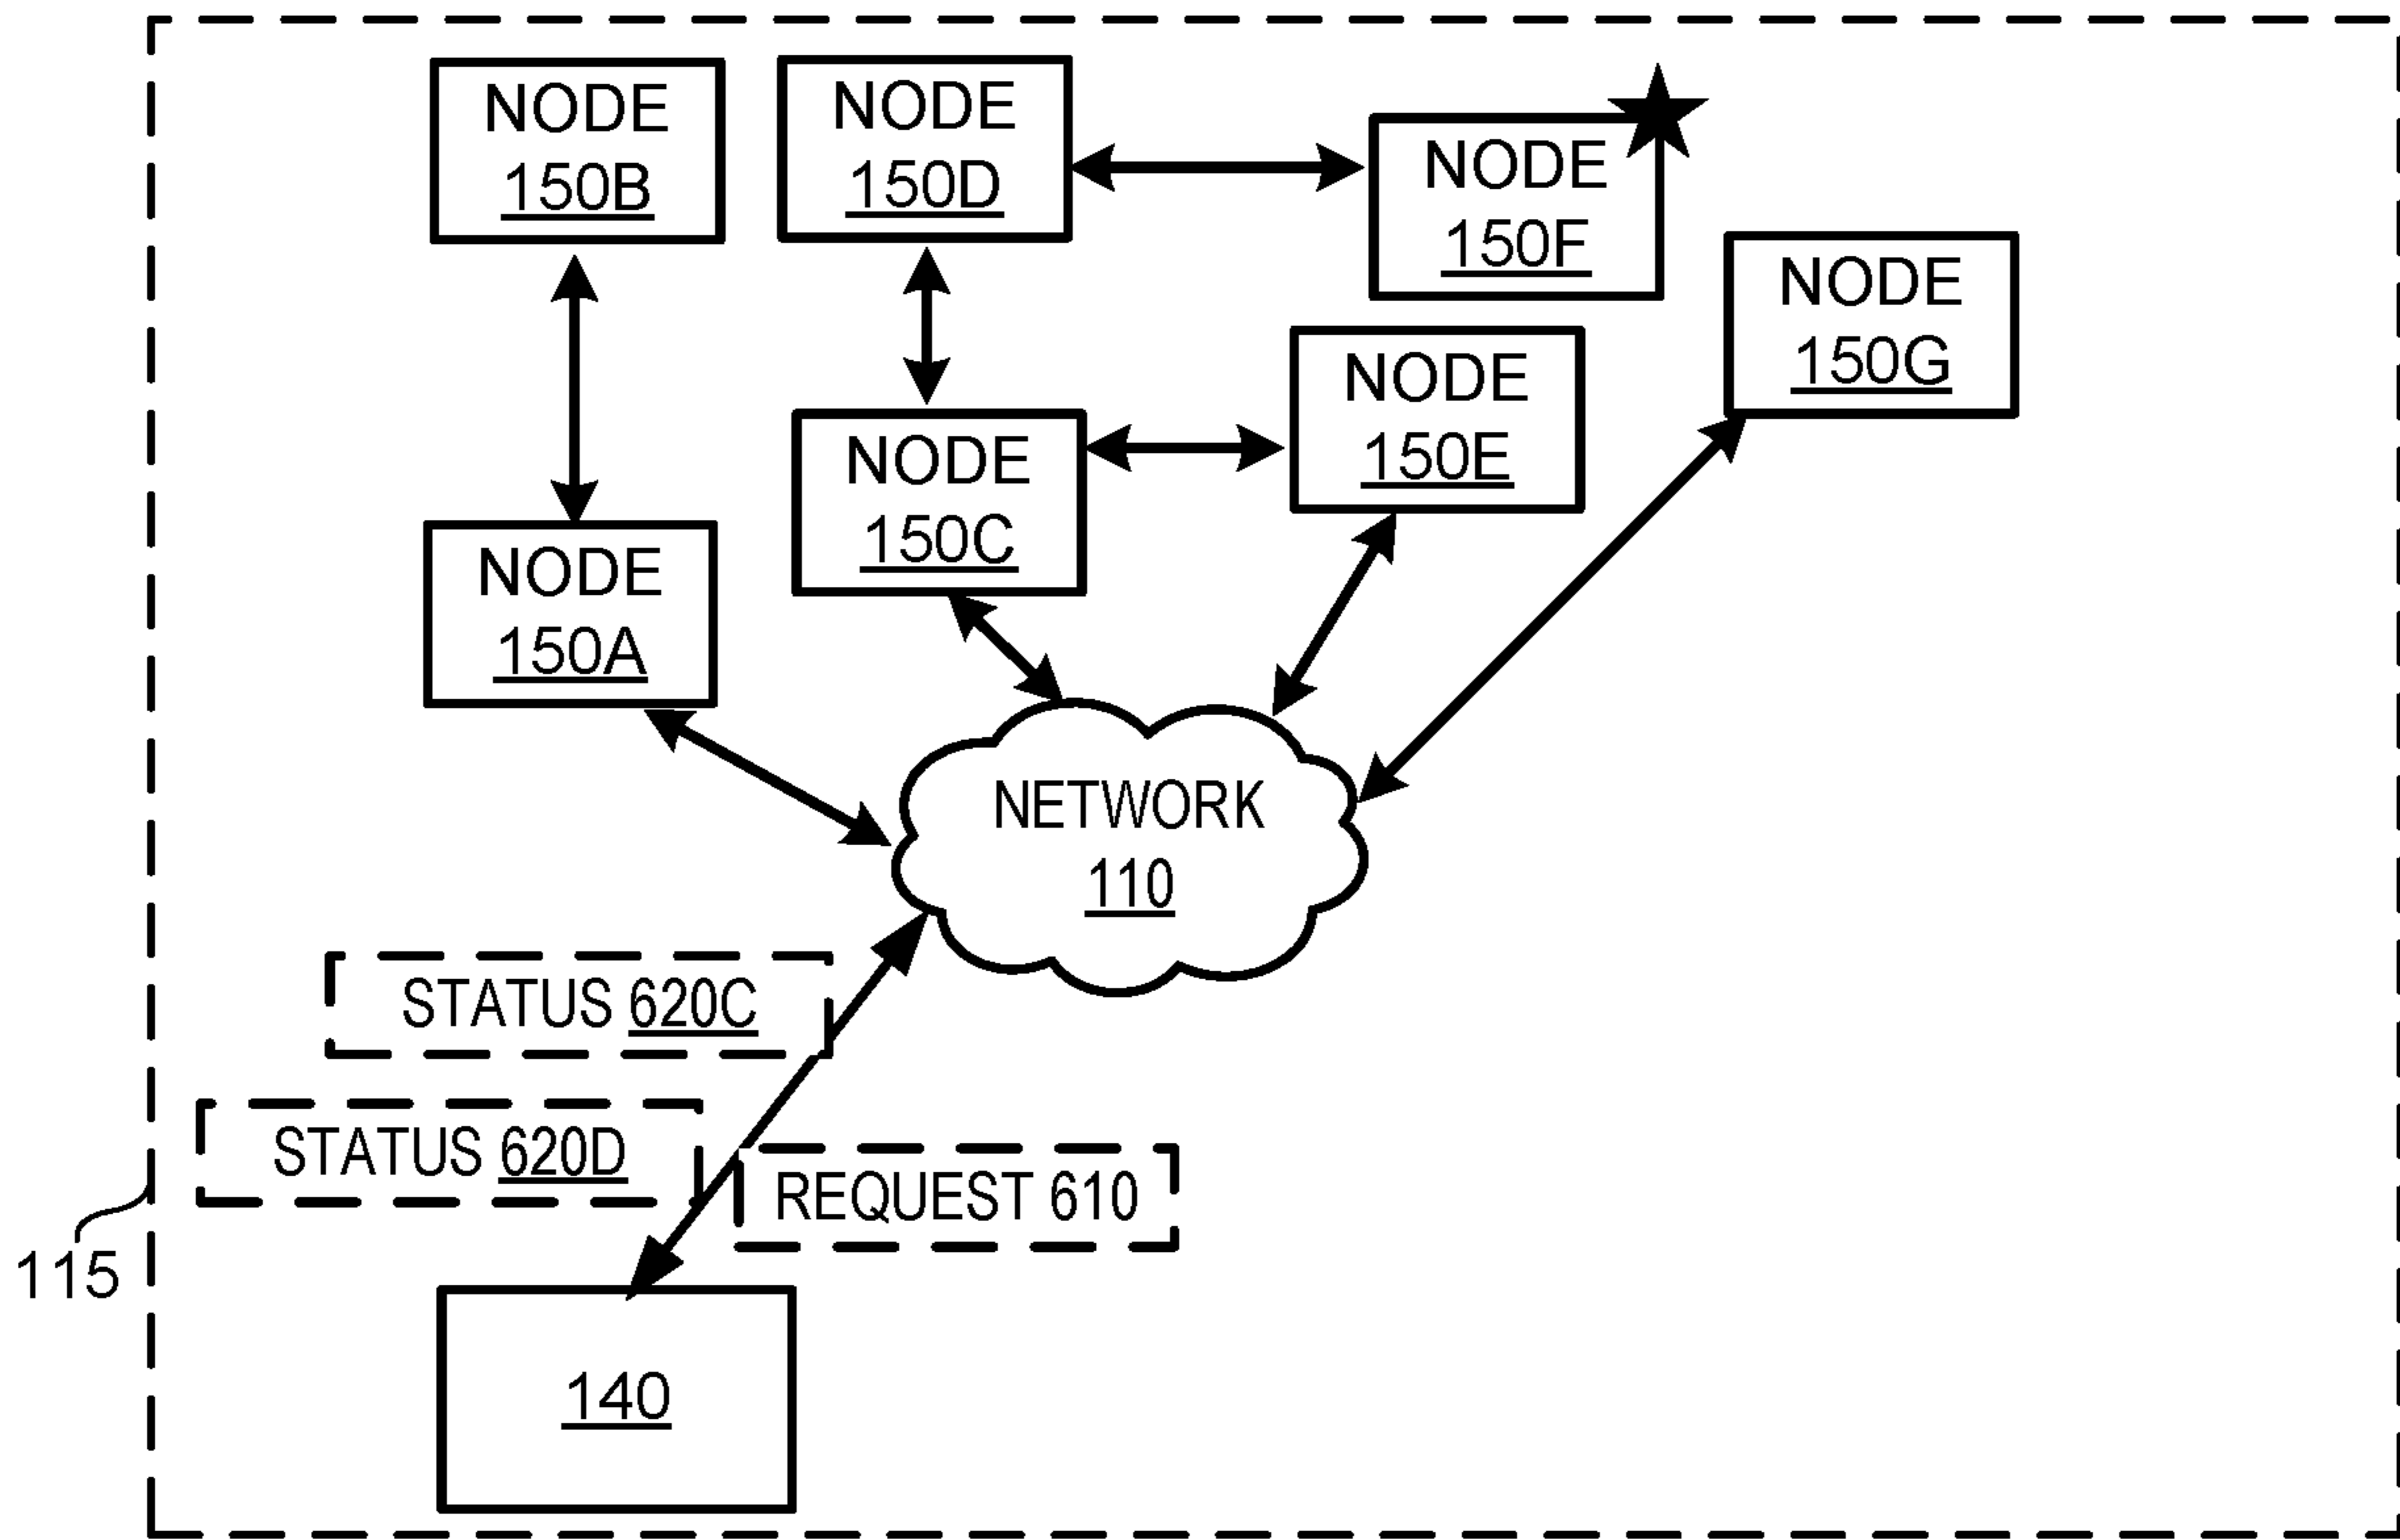 NODE
150B
NODE
150D
NODE
150F
NODE
150G
NODE
150E
NODE
150C
NODE
150A
NETWORK
110
STATUS 620C
STATUS 620D
REQUEST 610
115
140